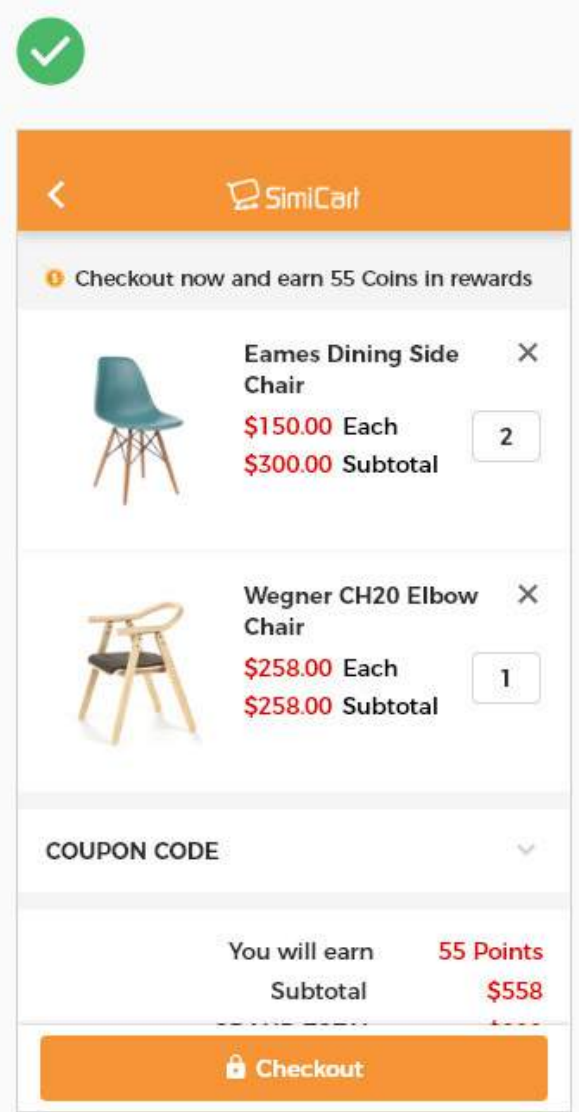 SimiCart
Checkout now and earn 55 Coins in rewards
Eames Dining Side
Chair
$150.00 Each
2
$300.00 Subtotal
Wegner CH20 Elbow
Chair
$258.00 Each
1
$258.00 Subtotal
COUPON CODE
You will earn 55 Points
Subtotal $558
Checkout